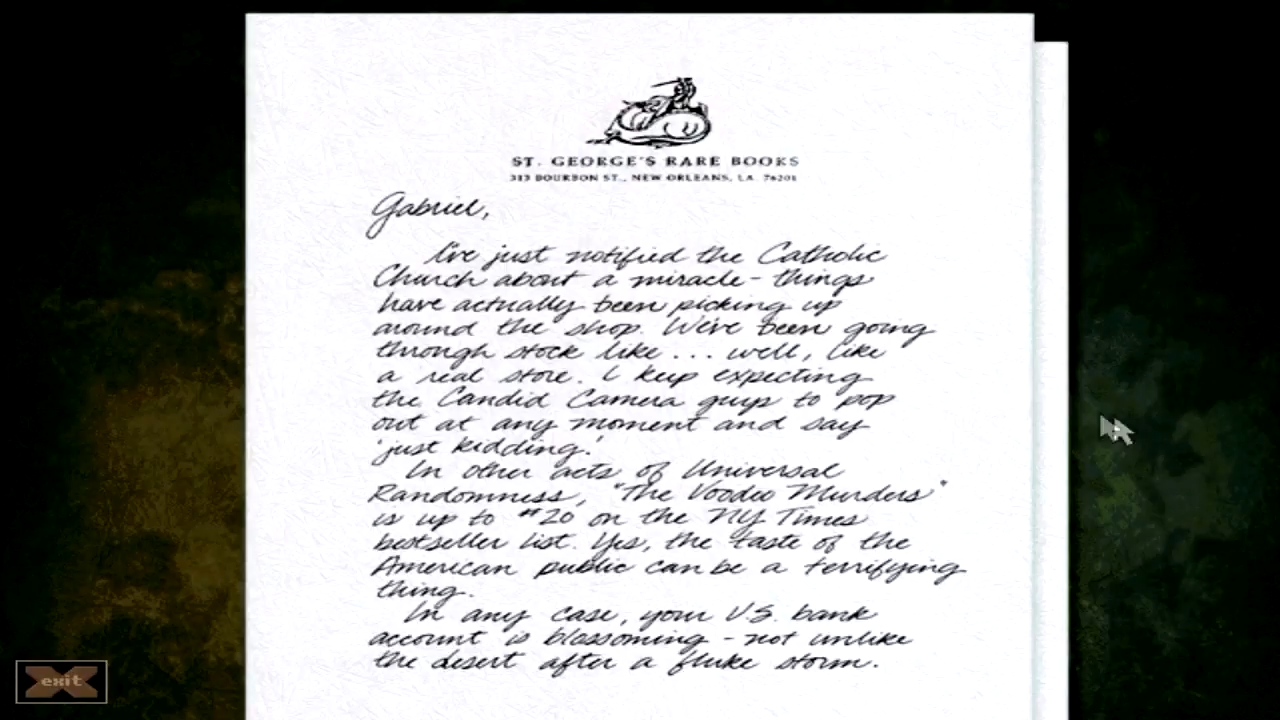 ST. GEORGE'S RARE BOOKS
313 BOURBON ST., NEW ORLEANS, LA. 76201
Gabriel,
I've just notified the Catholic
Church about a miracle - things
have actually been picking up
around the shop. We've been going
through stock like ... well, like
a real store. I keep expecting
the Candid Camera guys to pop
out at any moment and say
'just kidding.'
In other acts of Universal
Randomness, "The Voodoo Murders"
is up to #20 on the NY Times
bestseller list. Yes, the taste of the
American public can be a terrifying
thing.
In any case, your U.S. bank
account is blossoming - not unlike
the desert after a fluke storm.
exit